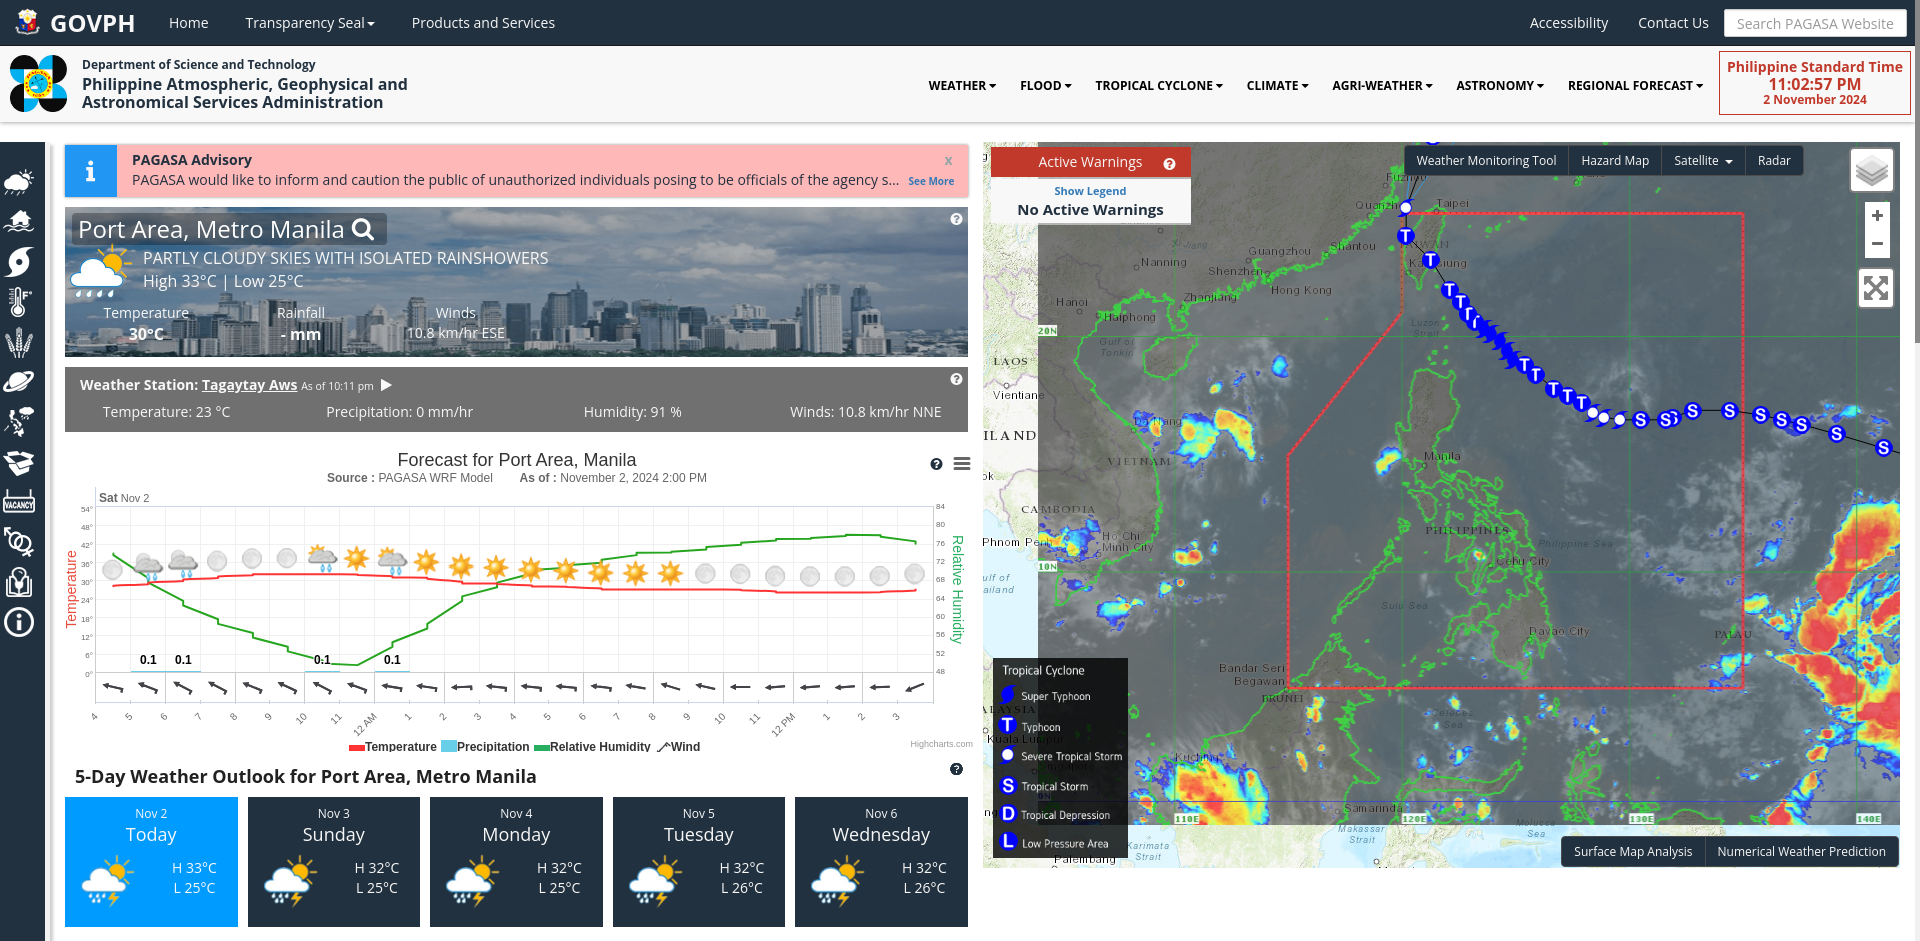 GOVPH
Home
Transparency Seal
Products and Services
Accessibility
Contact Us
Search PAGASA Website
Department of Science and Technology
Philippine Atmospheric, Geophysical and
Astronomical Services Administration
WEATHER
FLOOD
TROPICAL CYCLONE
CLIMATE
AGRI-WEATHER
ASTRONOMY
REGIONAL FORECAST
Philippine Standard Time
11:02:57 PM
2 November 2024
PAGASA Advisory
x
PAGASA would like to inform and caution the public of unauthorized individuals posing to be officials of the agency s... See More
Port Area, Metro Manila
PARTLY CLOUDY SKIES WITH ISOLATED RAINSHOWERS
High 33°C | Low 25°C
Temperature Rainfall Winds
30°C - mm 10.8 km/hr ESE
Weather Station: Tagaytay Aws As of 10:11 pm
Temperature: 23 °C Precipitation: 0 mm/hr Humidity: 91 % Winds: 10.8 km/hr NNE
Forecast for Port Area, Manila
Source : PAGASA WRF Model As of : November 2, 2024 2:00 PM
Sat Nov 2
54°
48°
42°
36°
30°
24°
18°
12°
6°
0°
Temperature
84
80
76
72
68
64
60
56
52
48
Relative Humidity
0.1 0.1 0.1 0.1
4 5 6 7 8 9 10 11 12 AM 1 2 3 4 5 6 7 8 9 10 11 12 PM 1 2 3
Temperature Precipitation Relative Humidity Wind
Highcharts.com
5-Day Weather Outlook for Port Area, Metro Manila
Nov 2
Today
H 33°C
L 25°C
Nov 3
Sunday
H 32°C
L 25°C
Nov 4
Monday
H 32°C
L 25°C
Nov 5
Tuesday
H 32°C
L 26°C
Nov 6
Wednesday
H 32°C
L 26°C
VACANCY
Active Warnings
Show Legend
No Active Warnings
Weather Monitoring Tool
Hazard Map
Satellite
Radar
+
−
Taipei
Shantou
Guangzhou
Nanning
Shenzhen
Hong Kong
Zhanjiang
Hanoi
Haiphong
Gulf of
Tonkin
20N
Luzon
Strait
LAOS
Vientiane
Da Nang
VIETNAM
Manila
CAMBODIA
Phnom Penh
Ho Chi
Minh City
PHILIPPINES
Philippine Sea
10N
Cebu City
Sulu Sea
Davao City
PALAU
Bandar Seri
Begawan
BRUNEI
Kuching
Samarinda
Makassar
Strait
Molucca
Sea
Karimata
Strait
Palembang
110E
120E
130E
140E
Tropical Cyclone
Super Typhoon
Typhoon
Severe Tropical Storm
Tropical Storm
Tropical Depression
Low Pressure Area
Surface Map Analysis
Numerical Weather Prediction